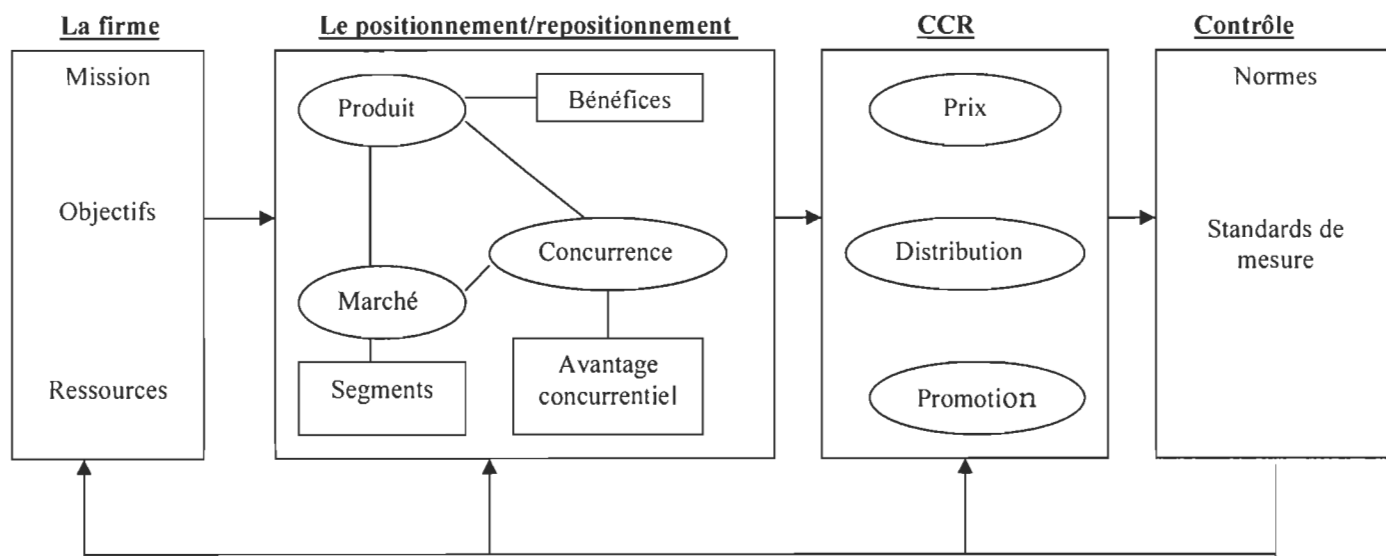 La firme
Le positionnement/repositionnement
CCR
Contrôle
Mission
Objectifs
Ressources
Produit
Bénéfices
Concurrence
Marché
Segments
Avantage
concurrentiel
Prix
Distribution
Promotion
Normes
Standards de
mesure